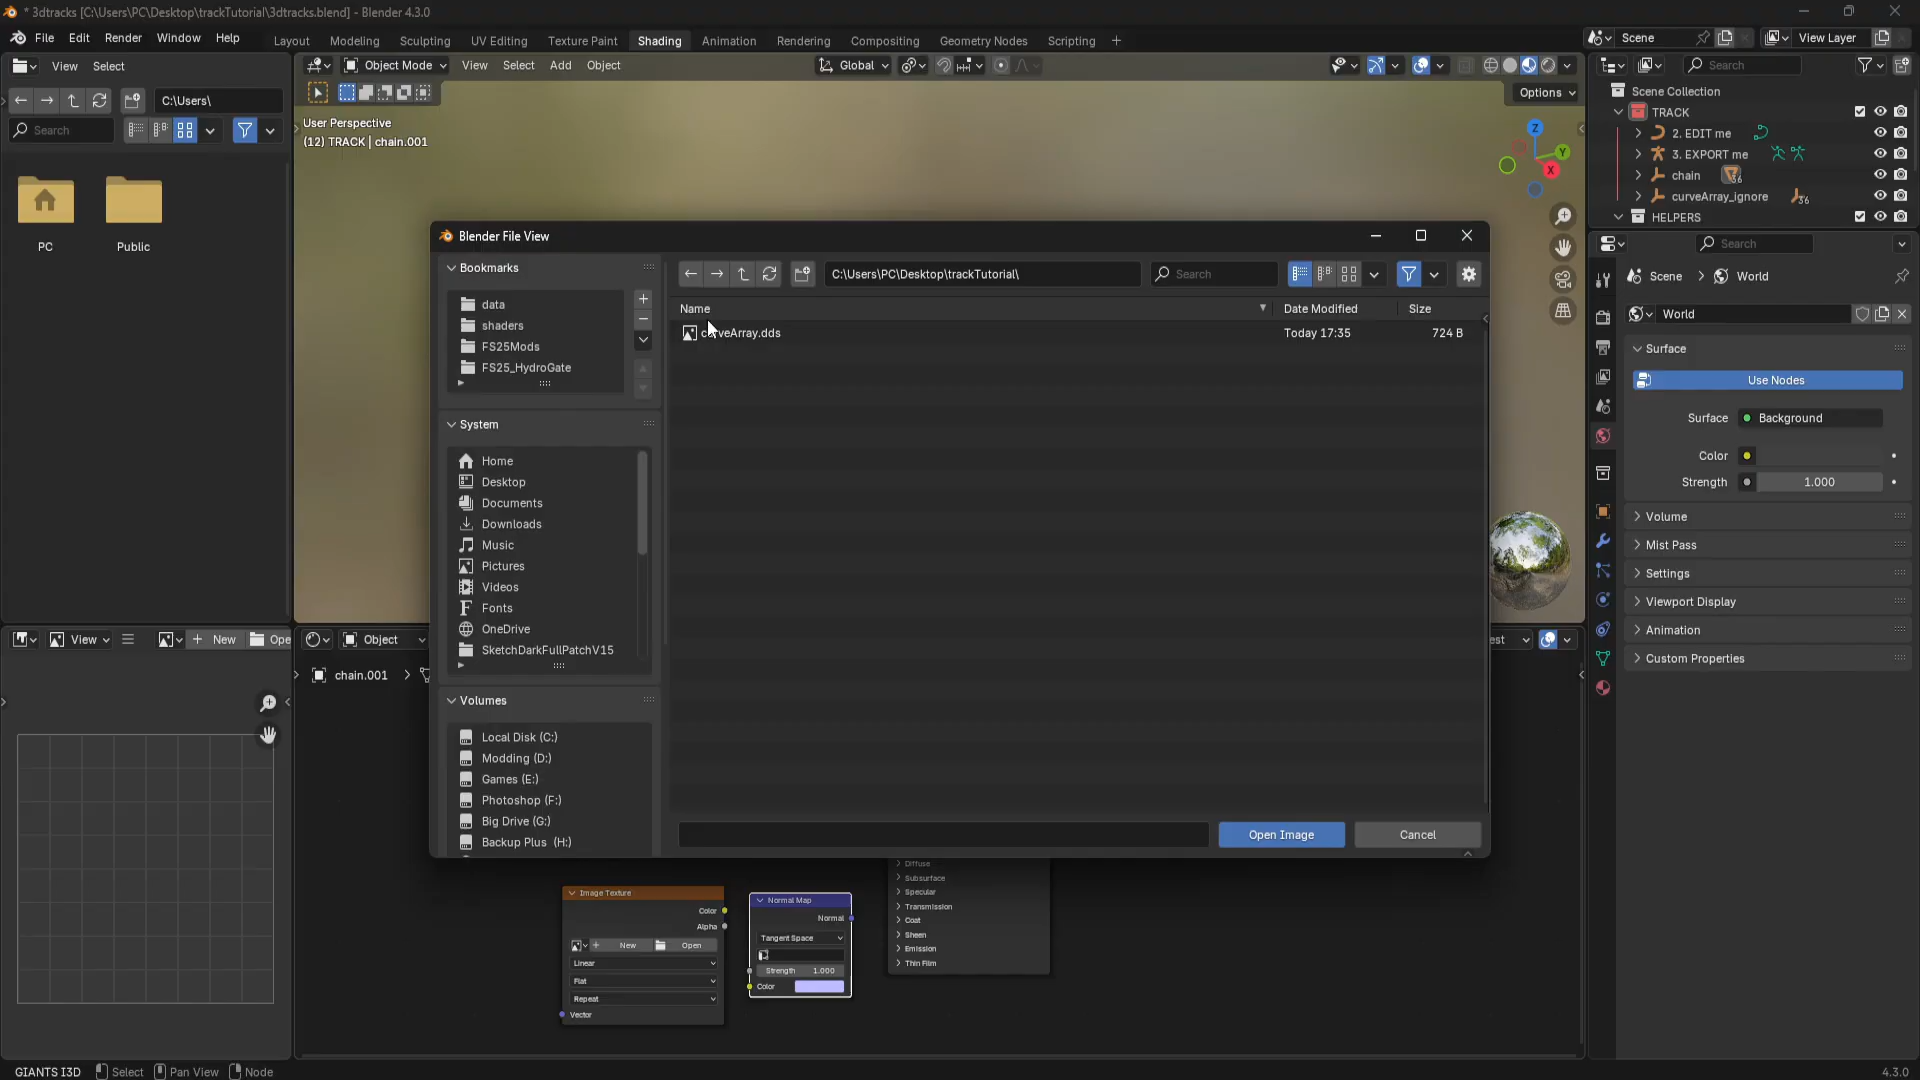 * 3dtracks [C:\Users\PC\Desktop\trackTutorial\3dtracks.blend] - Blender 4.3.0
File Edit Render Window Help
Layout Modeling Sculpting UV Editing Texture Paint Shading Animation Rendering Compositing Geometry Nodes Scripting +
Scene View Layer
View Select
Object Mode View Select Add Object
Global
Search
C:\Users\
Search
Options
PC Public
User Perspective
(12) TRACK | chain.001
Z
Y
X
Scene Collection
TRACK
2. EDIT me
3. EXPORT me
chain 36
curveArray_ignore 36
HELPERS
Blender File View
Bookmarks
data
shaders
FS25Mods
FS25_HydroGate
System
Home
Desktop
Documents
Downloads
Music
Pictures
Videos
Fonts
OneDrive
SketchDarkFullPatchV15
Volumes
Local Disk (C:)
Modding (D:)
Games (E:)
Photoshop (F:)
Big Drive (G:)
Backup Plus (H:)
C:\Users\PC\Desktop\trackTutorial\
Search
Name Date Modified Size
Today 17:35 724 B
Open Image Cancel
Search
Scene > World
World
Surface
Use Nodes
Surface Background
Color
Strength 1.000
Volume
Mist Pass
Settings
Viewport Display
Animation
Custom Properties
View + New Ope
Object
est
chain.001 >
Image Texture
Color
Alpha
+ New Open
Linear
Flat
Repeat
Vector
Normal Map
Normal
Tangent Space
Strength 1.000
Color
Diffuse
Subsurface
Specular
Transmission
Coat
Sheen
Emission
Thin Film
GIANTS I3D Select Pan View Node
4.3.0